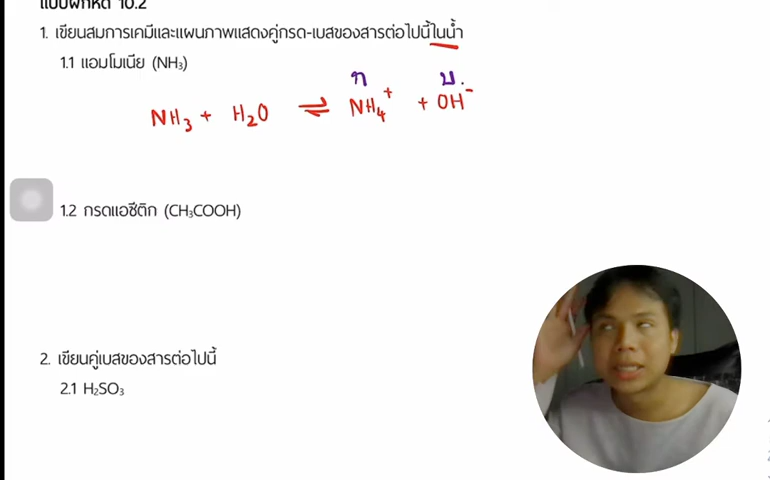 แบบฝึกหัด 10.2
1. เขียนสมการเคมีและแผนภาพแสดงคู่กรด-เบสของสารต่อไปนี้ในน้ำ
1.1 แอมโมเนีย (NH₃)
ก บ.
NH₃ + H₂O ⇌ NH₄⁺ + OH⁻
1.2 กรดแอซีติก (CH₃COOH)
2. เขียนคู่เบสของสารต่อไปนี้
2.1 H₂SO₃